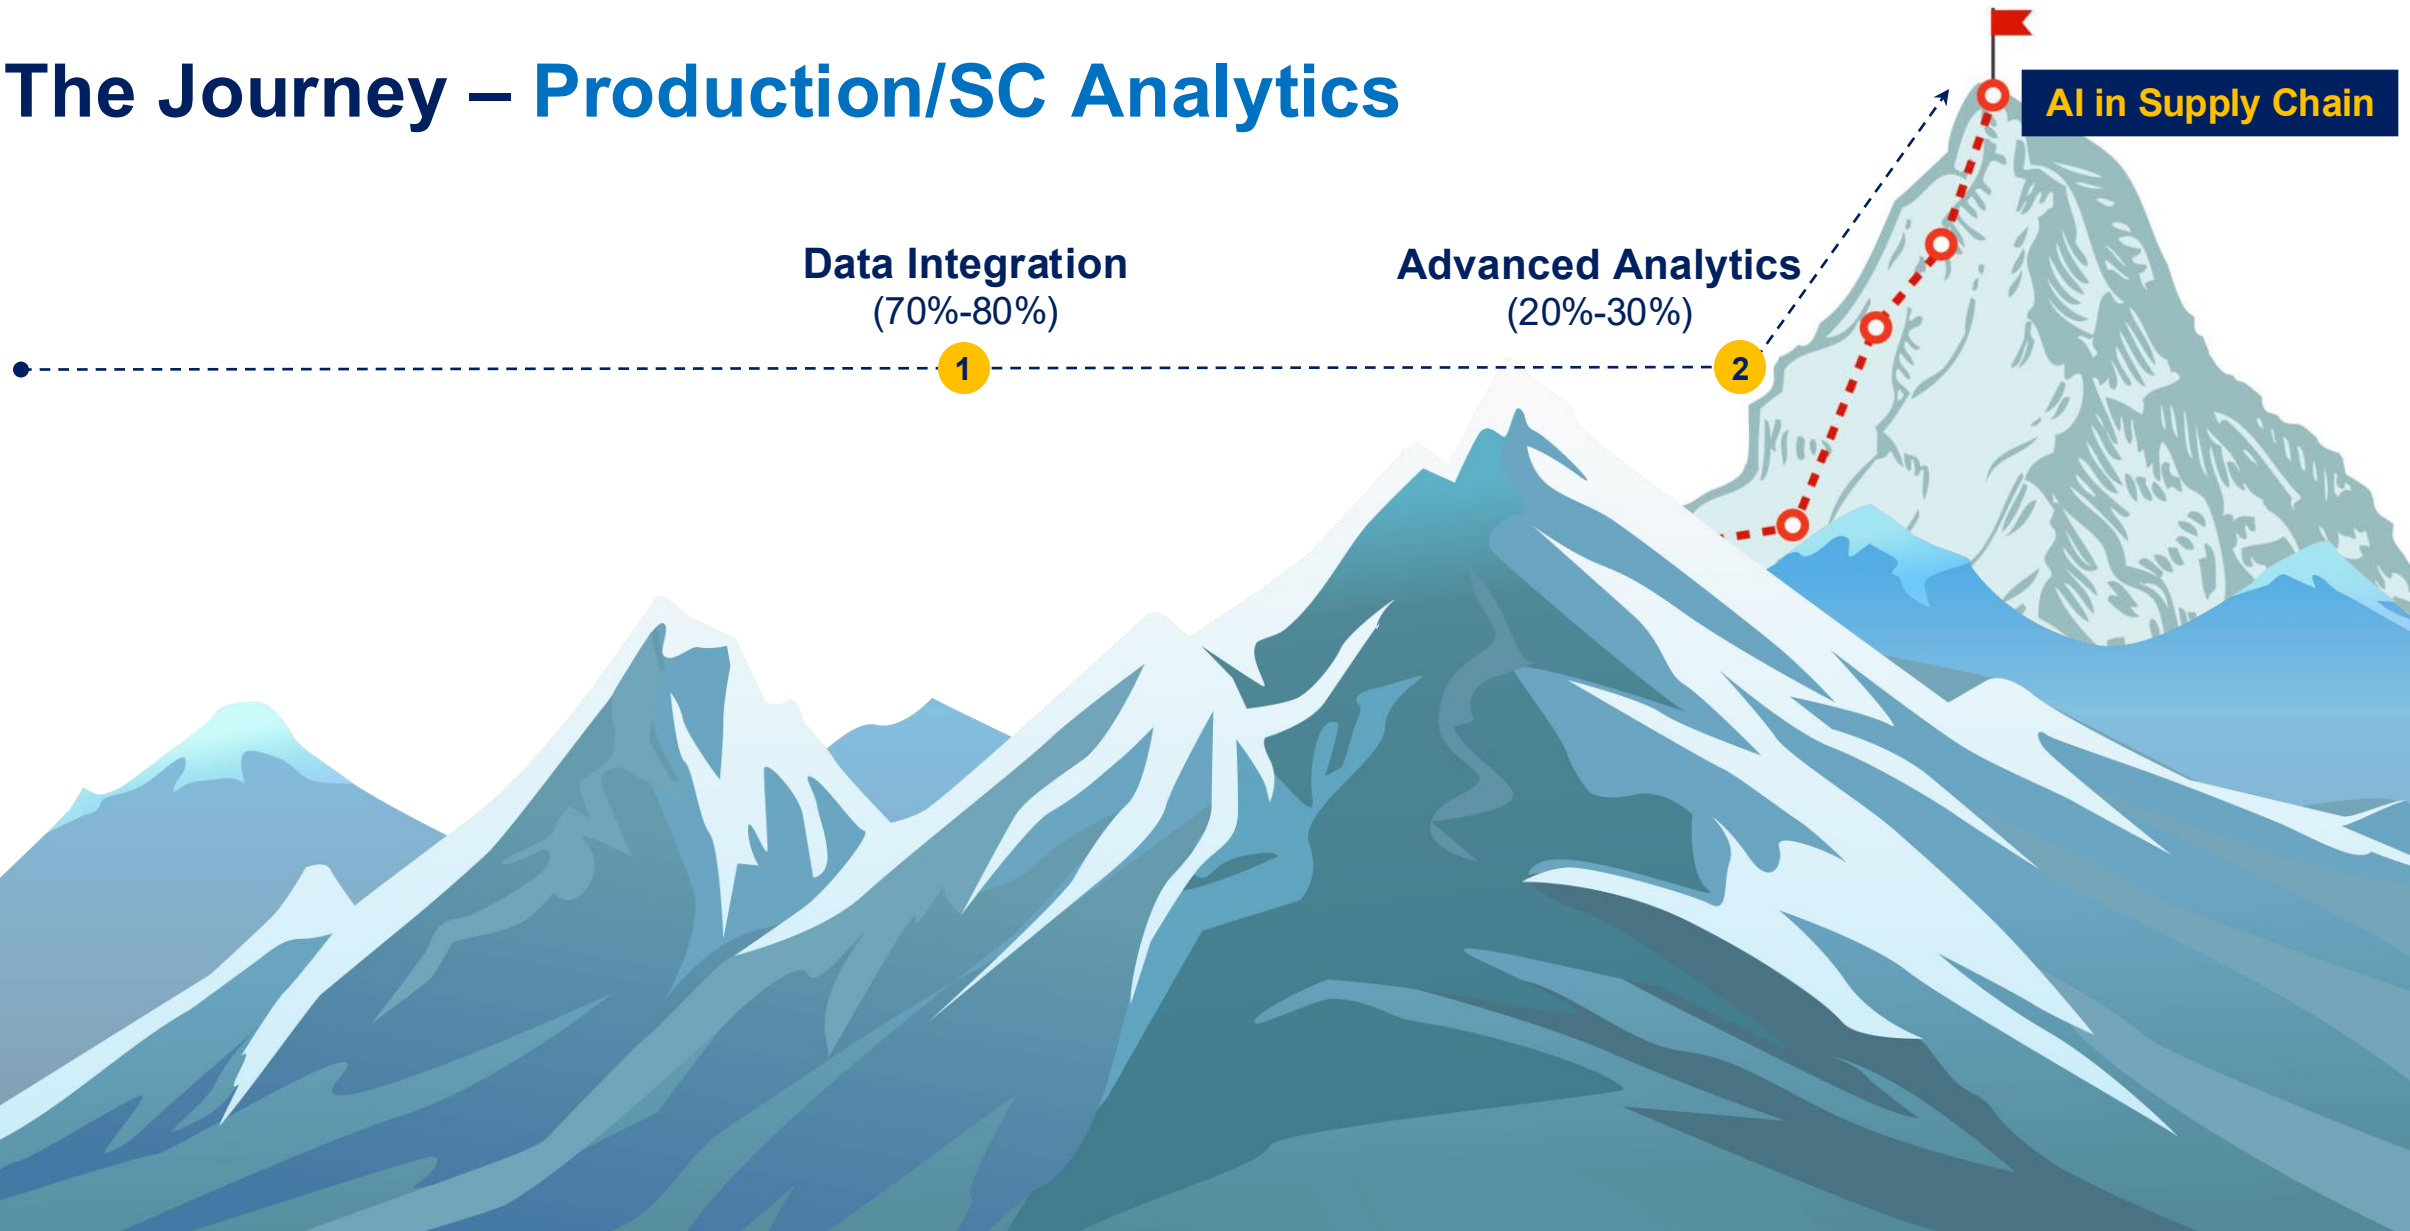 The Journey – Production/SC Analytics
AI in Supply Chain
Data Integration
(70%-80%)
Advanced Analytics
(20%-30%)
1
2